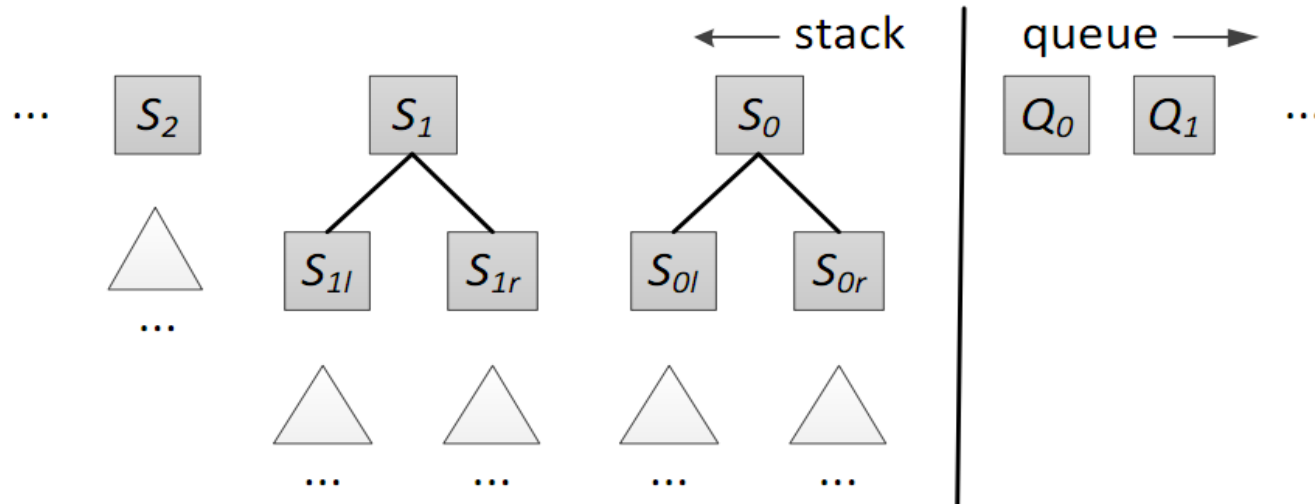 ← stack queue →
... S₂ S₁ S₀ Q₀ Q₁ ...
S₁ₗ S₁ᵣ S₀ₗ S₀ᵣ
...
... ... ... ...